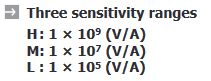 Three sensitivity ranges
H: 1 × 10⁹ (V/A)
M: 1 × 10⁷ (V/A)
L : 1 × 10⁵ (V/A)